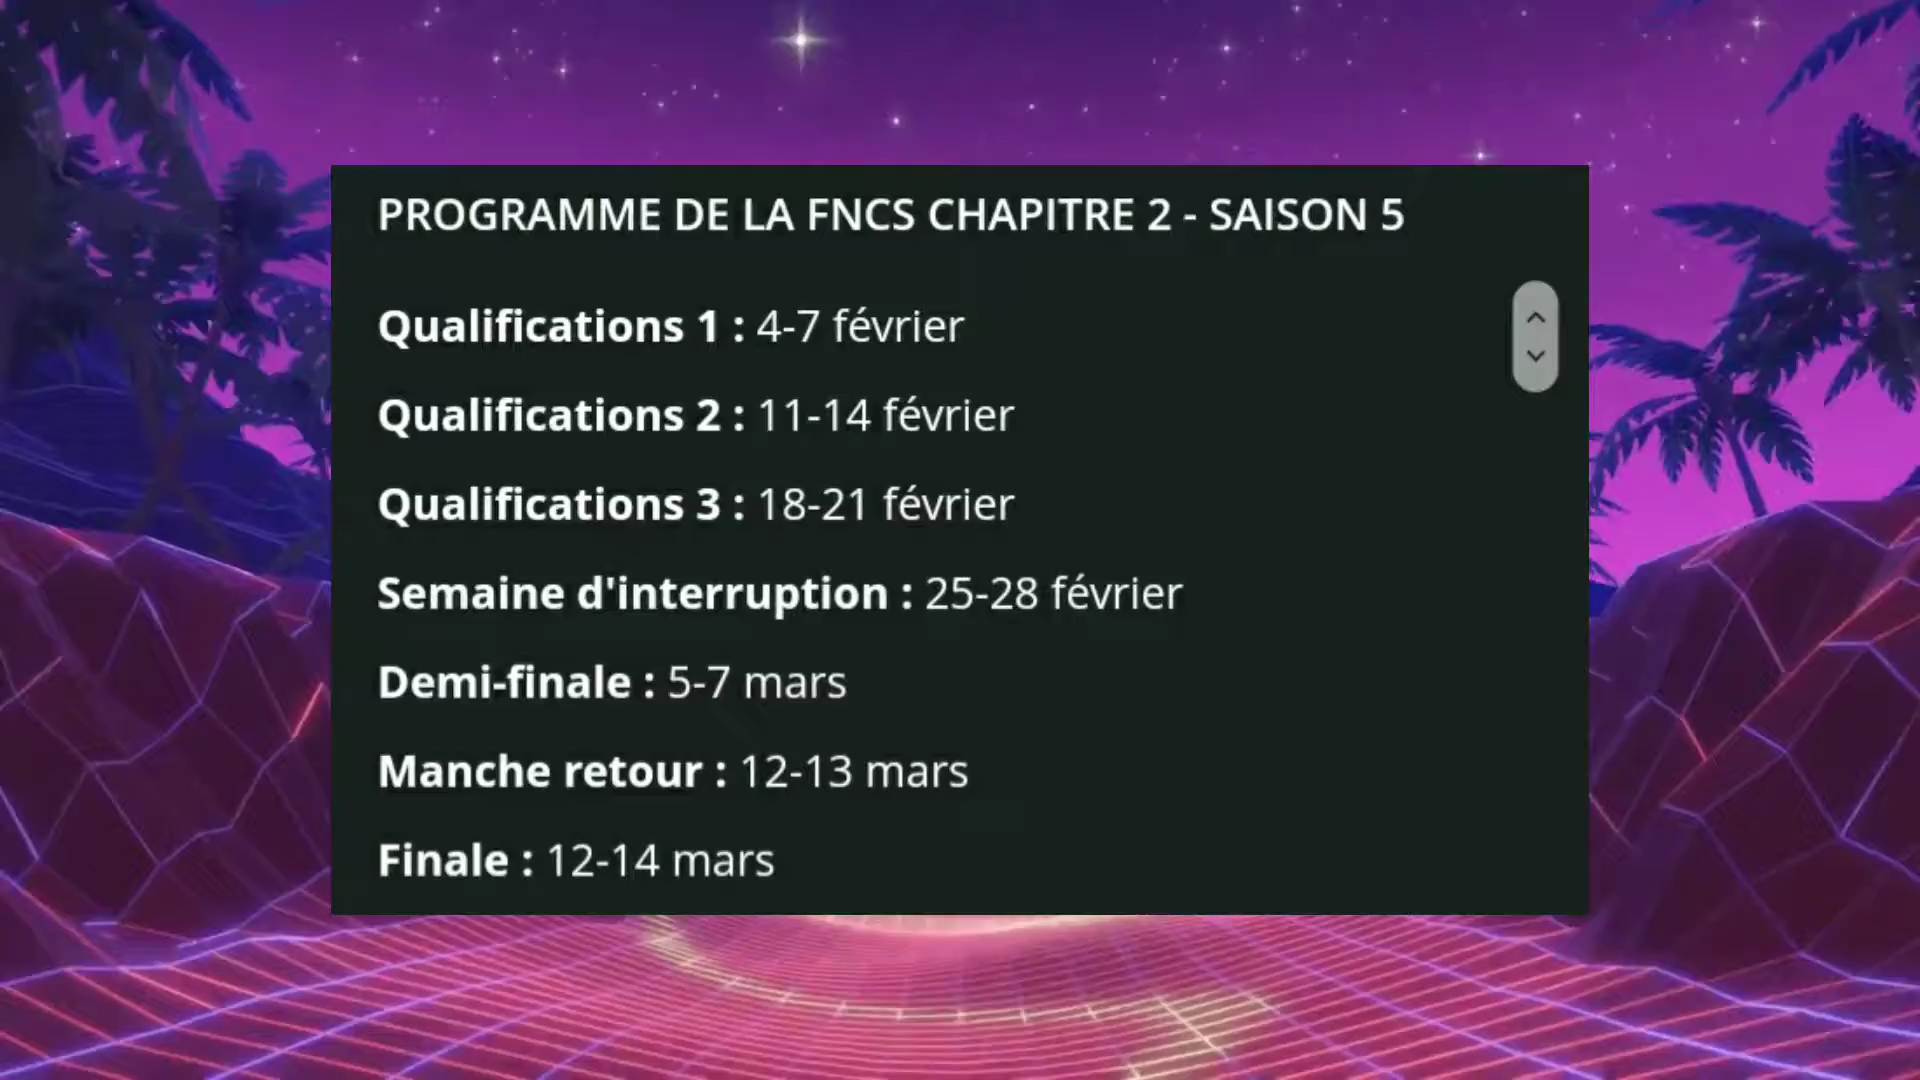 PROGRAMME DE LA FNCS CHAPITRE 2 - SAISON 5
Qualifications 1 : 4-7 février
Qualifications 2 : 11-14 février
Qualifications 3 : 18-21 février
Semaine d'interruption : 25-28 février
Demi-finale : 5-7 mars
Manche retour : 12-13 mars
Finale : 12-14 mars